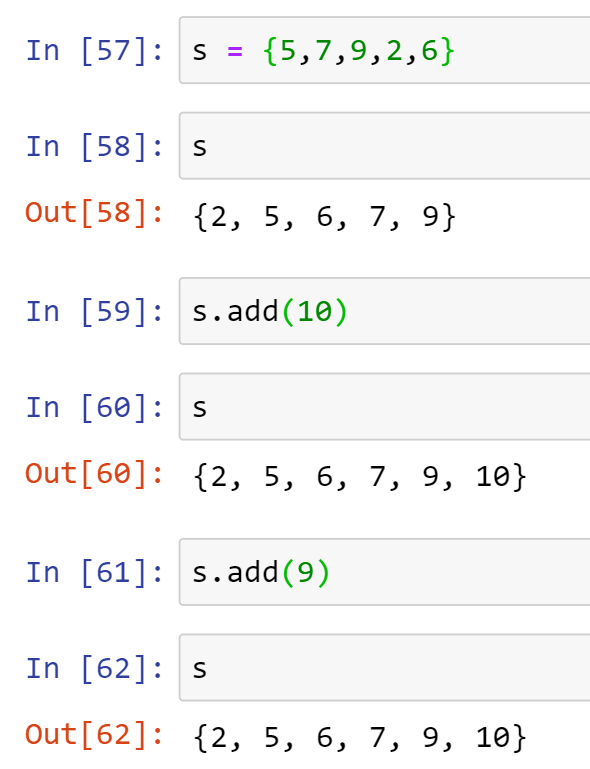 In [57]: s = {5,7,9,2,6}
In [58]: s
Out[58]: {2, 5, 6, 7, 9}
In [59]: s.add(10)
In [60]: s
Out[60]: {2, 5, 6, 7, 9, 10}
In [61]: s.add(9)
In [62]: s
Out[62]: {2, 5, 6, 7, 9, 10}